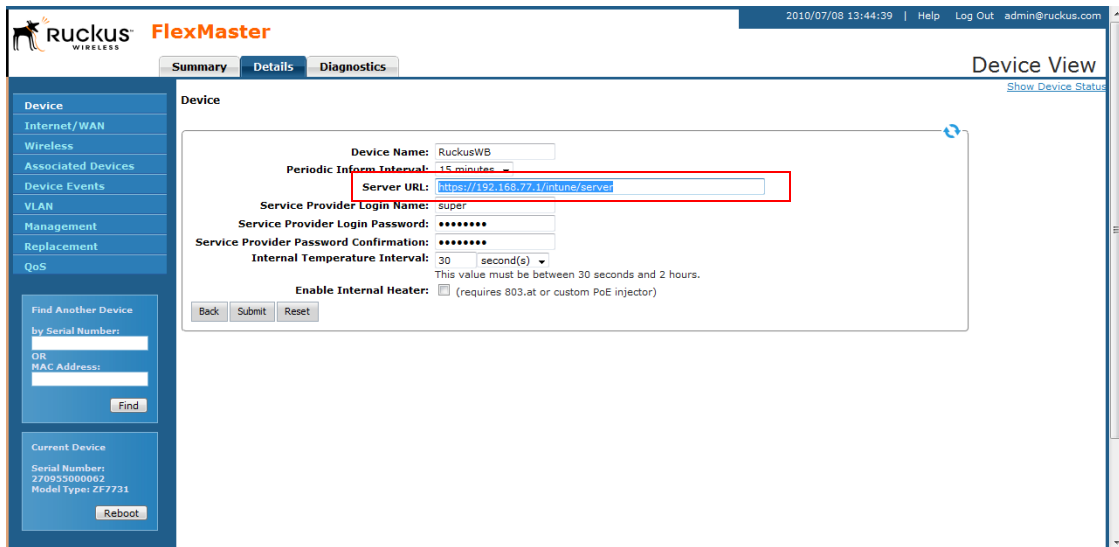 2010/07/08 13:44:39 | Help Log Out admin@ruckus.com
Ruckus WIRELESS FlexMaster
Summary Details Diagnostics Device View
Show Device Status
Device
Internet/WAN
Wireless
Associated Devices
Device Events
VLAN
Management
Replacement
QoS
Find Another Device
by Serial Number:
OR
MAC Address:
Find
Current Device
Serial Number:
270955000062
Model Type: ZF7731
Reboot
Device
Device Name: RuckusWB
Periodic Inform Interval: 15 minutes
Server URL: https://192.168.77.1/intune/server
Service Provider Login Name: super
Service Provider Login Password: ••••••••
Service Provider Password Confirmation: ••••••••
Internal Temperature Interval: 30 second(s)
This value must be between 30 seconds and 2 hours.
Enable Internal Heater: (requires 803.at or custom PoE injector)
Back Submit Reset